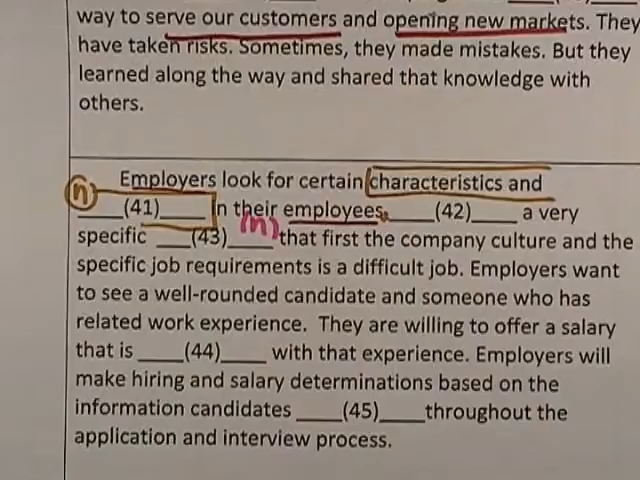 way to serve our customers and opening new markets. They
have taken risks. Sometimes, they made mistakes. But they
learned along the way and shared that knowledge with
others.
Employers look for certain characteristics and
(n)
____(41)____ in their employees. ____(42)____ a very
(n)
specific ___(43)____ that first the company culture and the
specific job requirements is a difficult job. Employers want
to see a well-rounded candidate and someone who has
related work experience. They are willing to offer a salary
that is ____(44)____ with that experience. Employers will
make hiring and salary determinations based on the
information candidates ____(45)____throughout the
application and interview process.